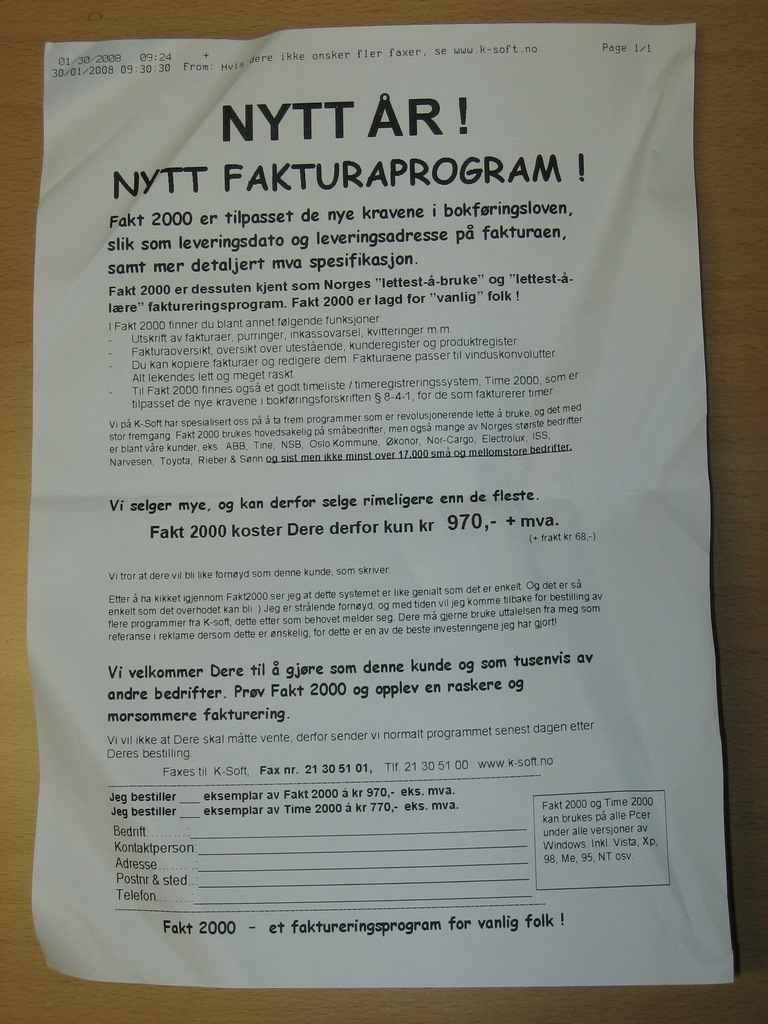 01/30/2008 09:24 +
30/01/2008 09:30:30 From: Hvis dere ikke onsker fler faxer, se www.k-soft.no Page 1/1
NYTT ÅR !
NYTT FAKTURAPROGRAM !
Fakt 2000 er tilpasset de nye kravene i bokføringsloven,
slik som leveringsdato og leveringsadresse på fakturaen,
samt mer detaljert mva spesifikasjon.
Fakt 2000 er dessuten kjent som Norges "lettest-å-bruke" og "lettest-å-
lære" faktureringsprogram. Fakt 2000 er lagd for "vanlig" folk !
I Fakt 2000 finner du blant annet følgende funksjoner
- Utskrift av fakturaer, purringer, inkassovarsel, kvitteringer m.m.
- Fakturaoversikt, oversikt over utestående, kunderegister og produktregister.
- Du kan kopiere fakturaer og redigere dem. Fakturaene passer til vinduskonvolutter.
Alt lekendes lett og meget raskt.
- Til Fakt 2000 finnes også et godt timeliste / timeregistreringssystem, Time 2000, som er
tilpasset de nye kravene i bokføringsforskriften § 8-4-1, for de som fakturerer timer
Vi på K-Soft har spesialisert oss på å ta frem programmer som er revolusjonerende lette å bruke, og det med
stor fremgang. Fakt 2000 brukes hovedsakelig på småbedrifter, men også mange av Norges største bedrifter
er blant våre kunder, eks.: ABB, Tine, NSB, Oslo Kommune, Økonor, Nor-Cargo, Electrolux, ISS,
Narvesen, Toyota, Rieber & Sønn og sist men ikke minst over 17.000 små og mellomstore bedrifter.
Vi selger mye, og kan derfor selge rimeligere enn de fleste.
Fakt 2000 koster Dere derfor kun kr 970,- + mva.
(+ frakt kr 68,-)
Vi tror at dere vil bli like fornøyd som denne kunde, som skriver:
Etter å ha kikket igjennom Fakt2000 ser jeg at dette systemet er like genialt som det er enkelt. Og det er så
enkelt som det overhodet kan bli :) Jeg er strålende fornøyd, og med tiden vil jeg komme tilbake for bestilling av
flere programmer fra K-soft, dette etter som behovet melder seg. Dere må gjerne bruke uttalelsen fra meg som
referanse i reklame dersom dette er ønskelig, for dette er en av de beste investeringene jeg har gjort!
Vi velkommer Dere til å gjøre som denne kunde og som tusenvis av
andre bedrifter. Prøv Fakt 2000 og opplev en raskere og
morsommere fakturering.
Vi vil ikke at Dere skal måtte vente, derfor sender vi normalt programmet senest dagen etter
Deres bestilling.
Faxes til K-Soft, Fax nr. 21 30 51 01, Tlf. 21 30 51 00 www.k-soft.no
Jeg bestiller ___ eksemplar av Fakt 2000 á kr 970,- eks. mva.
Jeg bestiller ___ eksemplar av Time 2000 á kr 770,- eks. mva.
Bedrift.........:
Kontaktperson:
Adresse......:
Postnr & sted..:
Telefon........:
Fakt 2000 og Time 2000
kan brukes på alle Pcer
under alle versjoner av
Windows. Inkl. Vista, Xp,
98, Me, 95, NT osv.
Fakt 2000 - et faktureringsprogram for vanlig folk !